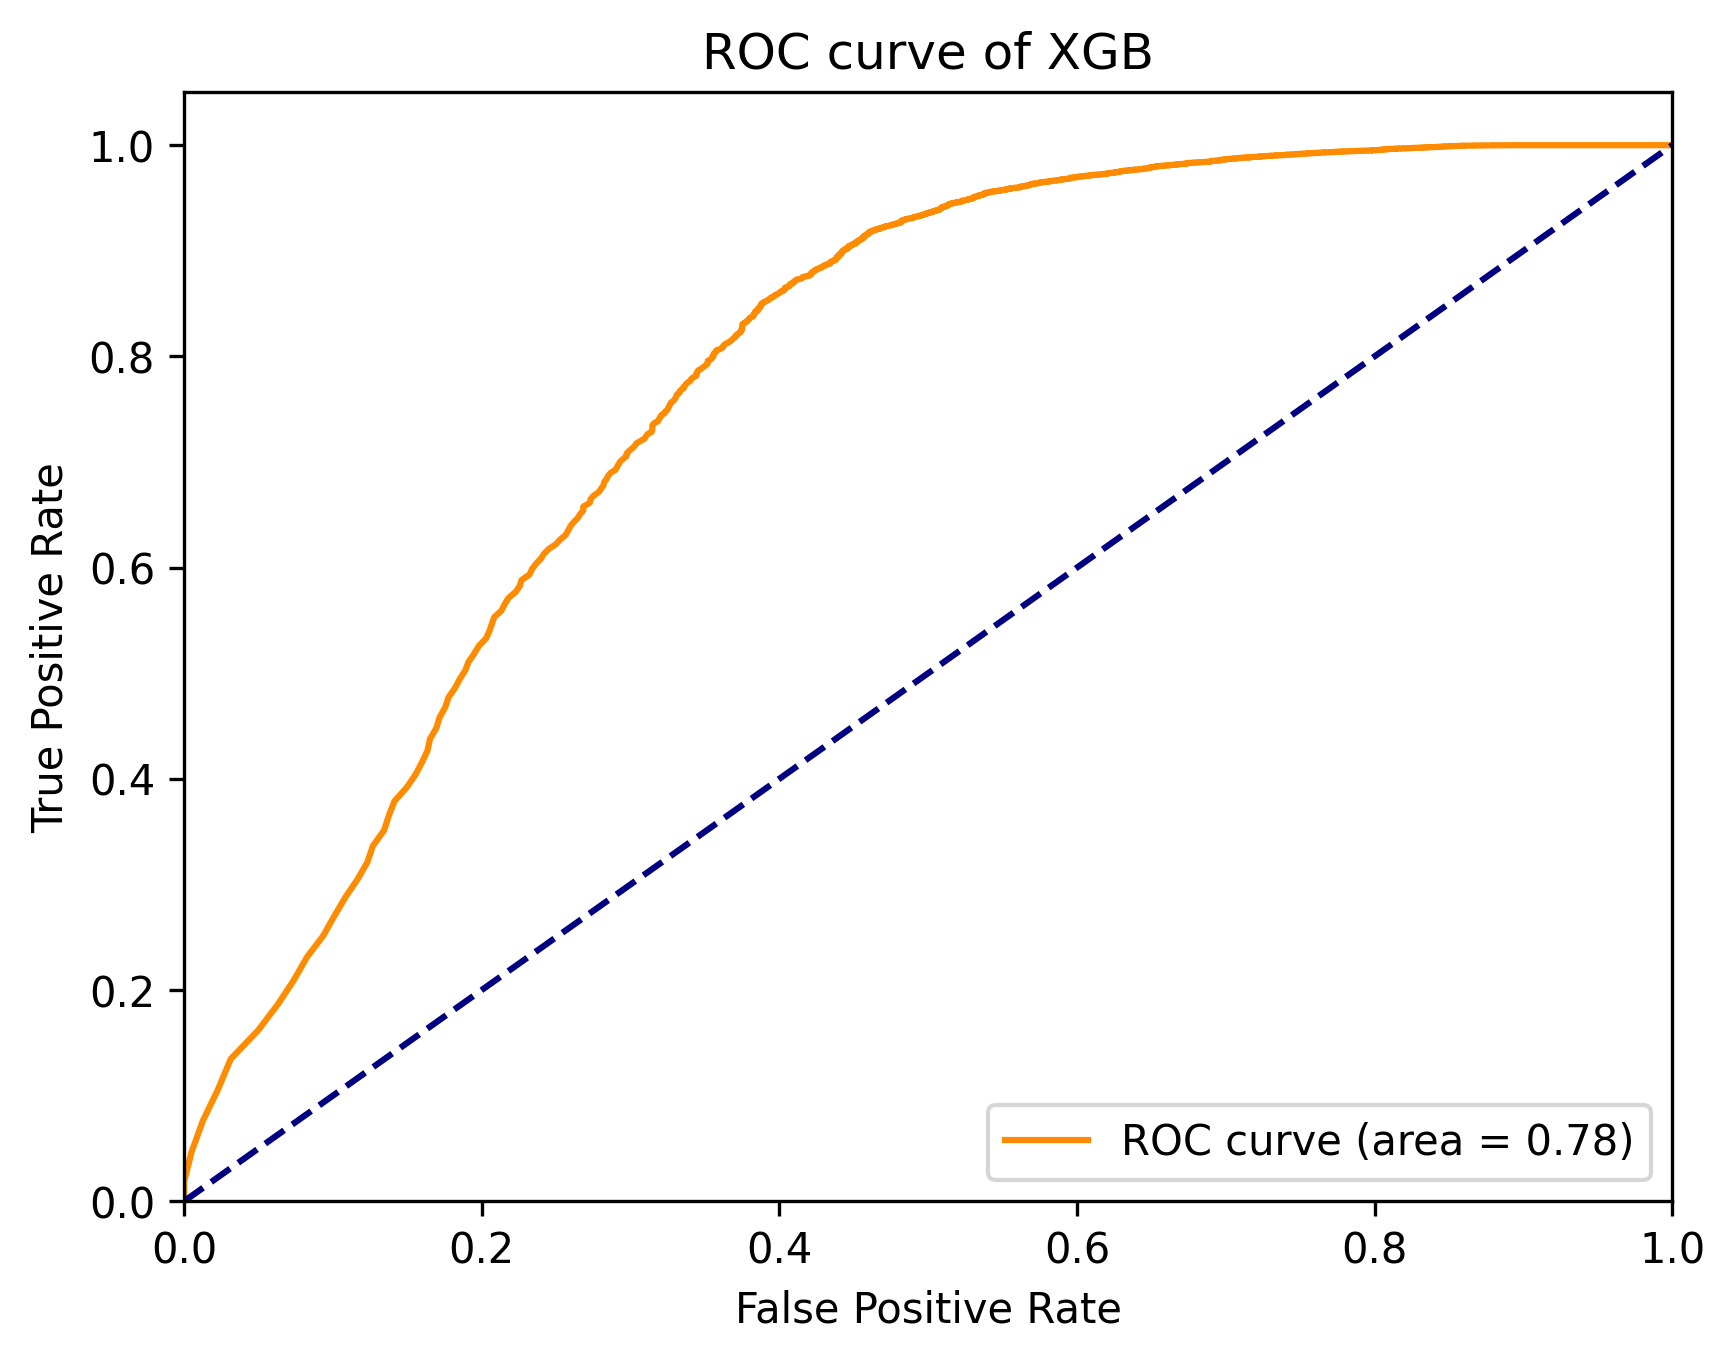 ROC curve of XGB
1.0
0.8
0.6
0.4
0.2
0.0
True Positive Rate
ROC curve (area = 0.78)
0.0 0.2 0.4 0.6 0.8 1.0
False Positive Rate